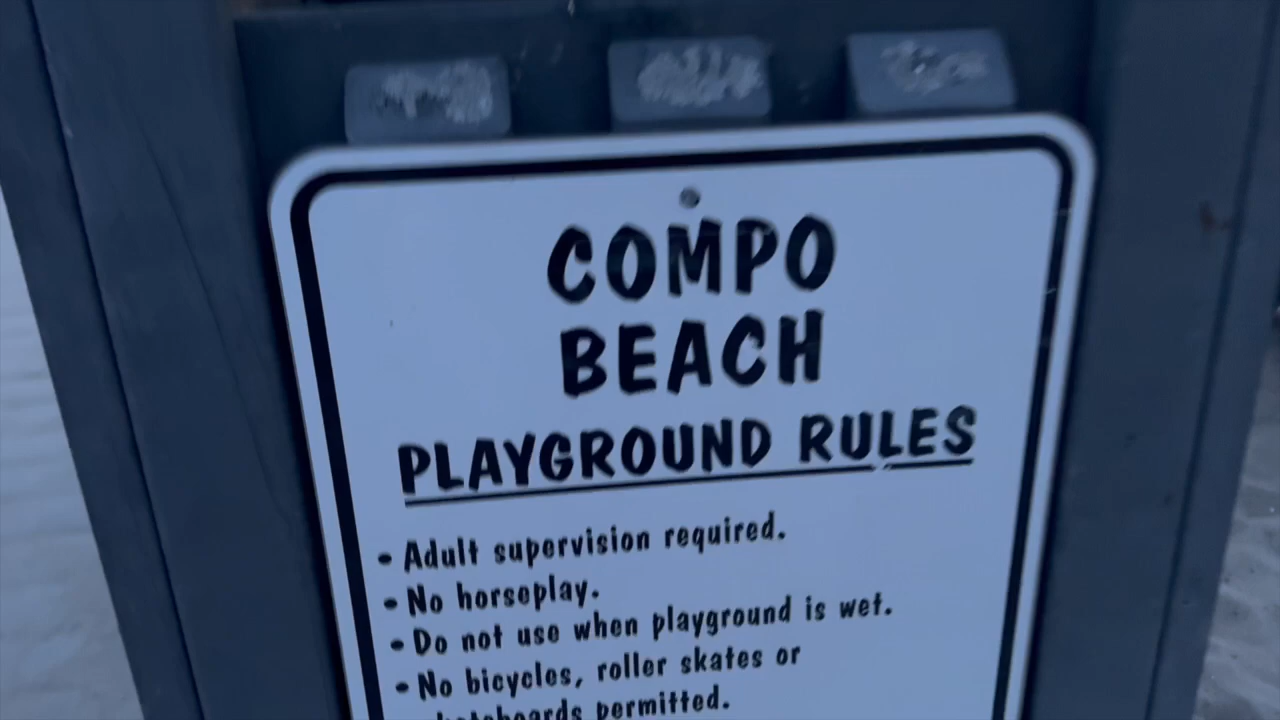 COMPO
BEACH
PLAYGROUND RULES
• Adult supervision required.
• No horseplay.
• Do not use when playground is wet.
• No bicycles, roller skates or
permitted.